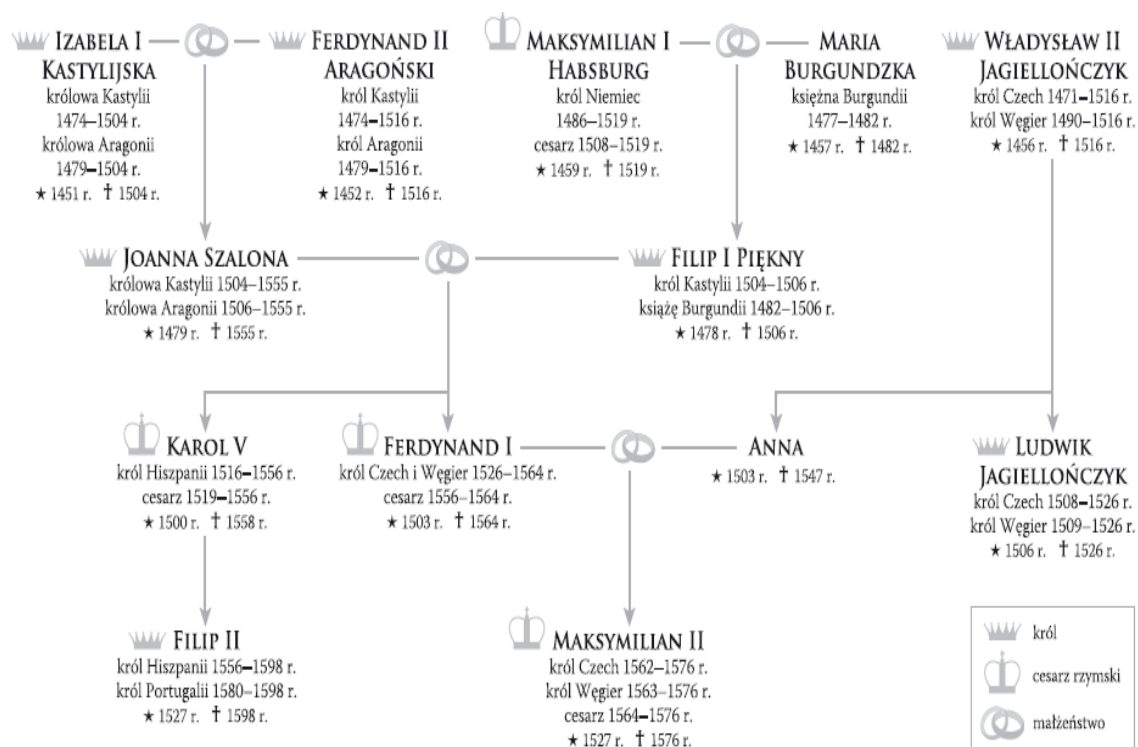 IZABELA I
KASTYLIJSKA
królowa Kastylii
1474–1504 r.
królowa Aragonii
1479–1504 r.
★ 1451 r. † 1504 r.
FERDYNAND II
ARAGOŃSKI
król Kastylii
1474–1516 r.
król Aragonii
1479–1516 r.
★ 1452 r. † 1516 r.
MAKSYMILIAN I
HABSBURG
król Niemiec
1486–1519 r.
cesarz 1508–1519 r.
★ 1459 r. † 1519 r.
MARIA
BURGUNDZKA
księżna Burgundii
1477–1482 r.
★ 1457 r. † 1482 r.
WŁADYSŁAW II
JAGIELLOŃCZYK
król Czech 1471–1516 r.
król Węgier 1490–1516 r.
★ 1456 r. † 1516 r.
JOANNA SZALONA
królowa Kastylii 1504–1555 r.
królowa Aragonii 1506–1555 r.
★ 1479 r. † 1555 r.
FILIP I PIĘKNY
król Kastylii 1504–1506 r.
książę Burgundii 1482–1506 r.
★ 1478 r. † 1506 r.
KAROL V
król Hiszpanii 1516–1556 r.
cesarz 1519–1556 r.
★ 1500 r. † 1558 r.
FERDYNAND I
król Czech i Węgier 1526–1564 r.
cesarz 1556–1564 r.
★ 1503 r. † 1564 r.
ANNA
★ 1503 r. † 1547 r.
LUDWIK
JAGIELLOŃCZYK
król Czech 1508–1526 r.
król Węgier 1509–1526 r.
★ 1506 r. † 1526 r.
FILIP II
król Hiszpanii 1556–1598 r.
król Portugalii 1580–1598 r.
★ 1527 r. † 1598 r.
MAKSYMILIAN II
król Czech 1562–1576 r.
król Węgier 1563–1576 r.
cesarz 1564–1576 r.
★ 1527 r. † 1576 r.
król
cesarz rzymski
małżeństwo